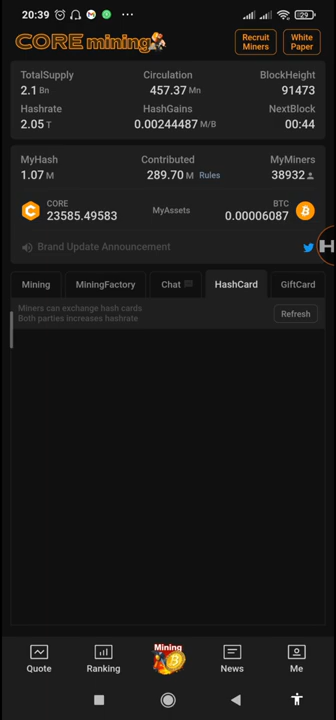 20:39
29
CORE mining
Recruit Miners
White Paper
TotalSupply Circulation BlockHeight
2.1 Bn 457.37 Mn 91473
Hashrate HashGains NextBlock
2.05 T 0.00244487 M/B 00:44
MyHash Contributed MyMiners
1.07 M 289.70 M Rules 38932
CORE MyAssets BTC
23585.49583 0.00006087
Brand Update Announcement
Mining MiningFactory Chat HashCard GiftCard
Miners can exchange hash cards
Both parties increases hashrate
Refresh
Mining
Quote Ranking News Me